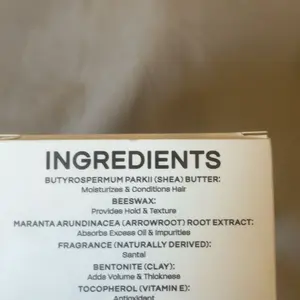 INGREDIENTS
BUTYROSPERMUM PARKII (SHEA) BUTTER:
Moisturizes & Conditions Hair
BEESWAX:
Provides Hold & Texture
MARANTA ARUNDINACEA (ARROWROOT) ROOT EXTRACT:
Absorbs Excess Oil & Impurities
FRAGRANCE (NATURALLY DERIVED):
Santal
BENTONITE (CLAY):
Adds Volume & Thickness
TOCOPHEROL (VITAMIN E):
Antioxidant